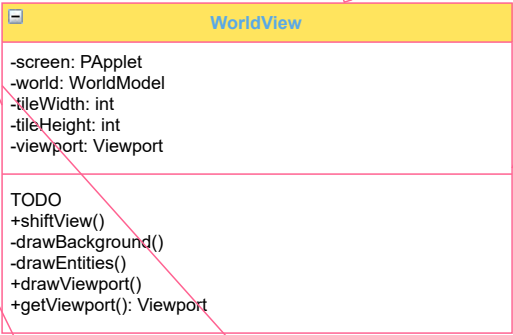 WorldView
-screen: PApplet
-world: WorldModel
-tileWidth: int
-tileHeight: int
-viewport: Viewport
TODO
+shiftView()
-drawBackground()
-drawEntities()
+drawViewport()
+getViewport(): Viewport